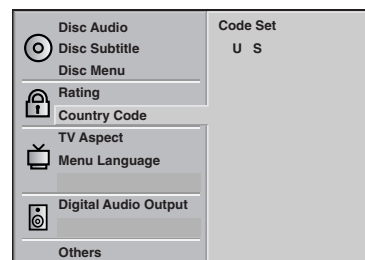 Disc Audio
Disc Subtitle
Disc Menu
Rating
Country Code
TV Aspect
Menu Language
Digital Audio Output
Others
Code Set
U S